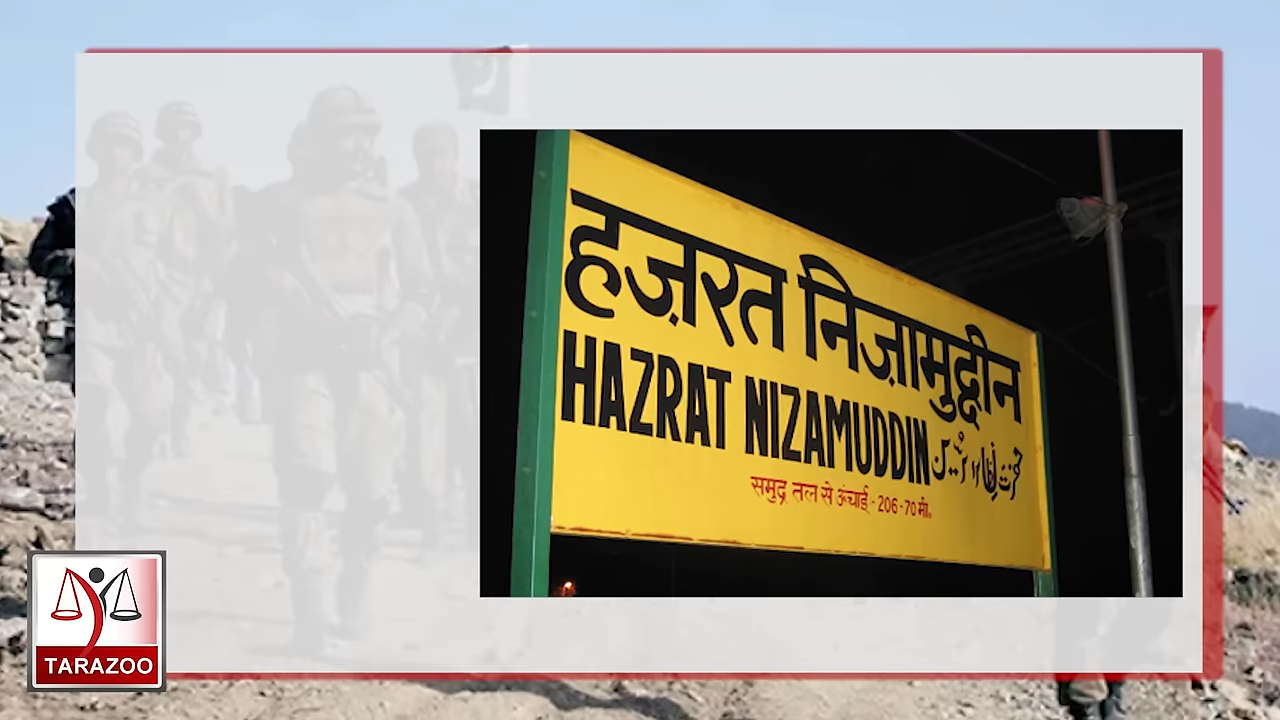 हज़रत निज़ामुद्दीन
HAZRAT NIZAMUDDIN
समुद्र तल से ऊंचाई - 206-70 मी.
TARAZOO